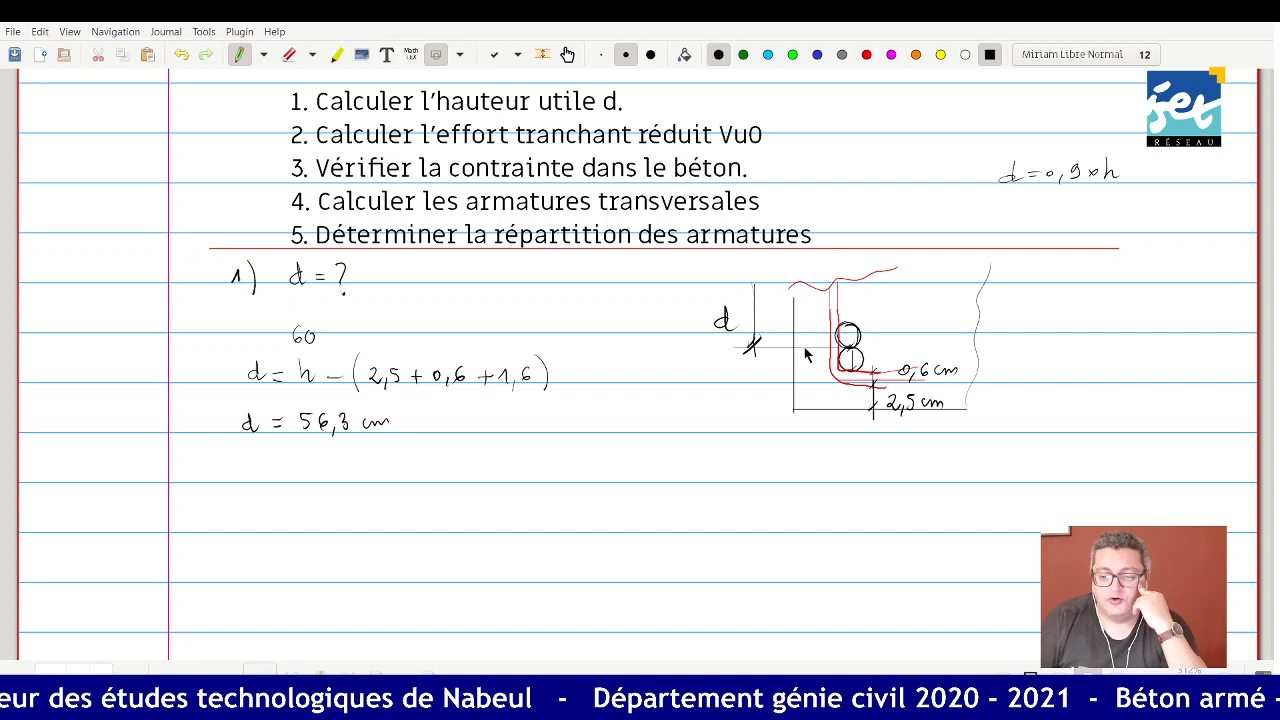 File Edit View Navigation Journal Tools Plugin Help
T Math
Miriam Libre Normal 12
1. Calculer l'hauteur utile d.
2. Calculer l'effort tranchant réduit Vu0
3. Vérifier la contrainte dans le béton.
4. Calculer les armatures transversales
5. Déterminer la répartition des armatures
iset
RÉSEAU
d=0,9×h
1) d = ?
60
d = h - (2,5 + 0,6 + 1,6)
d = 56,3 cm
d
0,6 cm
2,5 cm
eur des études technologiques de Nabeul - Département génie civil 2020 - 2021 - Béton armé -